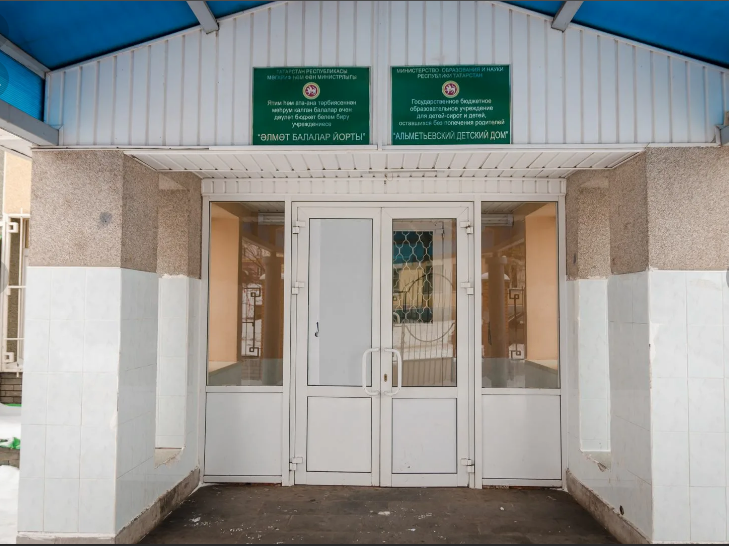 ТАТАРСТАН РЕСПУБЛИКАСЫ
МӘГАРИФ ҺӘМ ФӘН МИНИСТРЛЫГЫ
Ятим һәм ата-ана тәрбиясеннән
мәхрүм калган балалар өчен
дәүләт бюджет белем бирү
учреждениесе
"ӘЛМӘТ БАЛАЛАР ЙОРТЫ"
МИНИСТЕРСТВО ОБРАЗОВАНИЯ И НАУКИ
РЕСПУБЛИКИ ТАТАРСТАН
Государственное бюджетное
образовательное учреждение
для детей-сирот и детей,
оставшихся без попечения родителей
"АЛЬМЕТЬЕВСКИЙ ДЕТСКИЙ ДОМ"